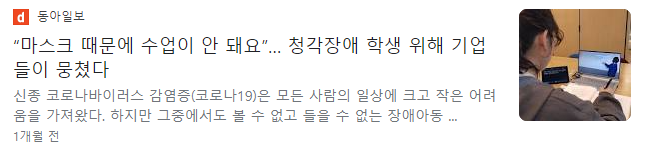 d 동아일보
“마스크 때문에 수업이 안 돼요”... 청각장애 학생 위해 기업
들이 뭉쳤다
신종 코로나바이러스 감염증(코로나19)은 모든 사람의 일상에 크고 작은 어려
움을 가져왔다. 하지만 그중에서도 볼 수 없고 들을 수 없는 장애아동 ...
1개월 전